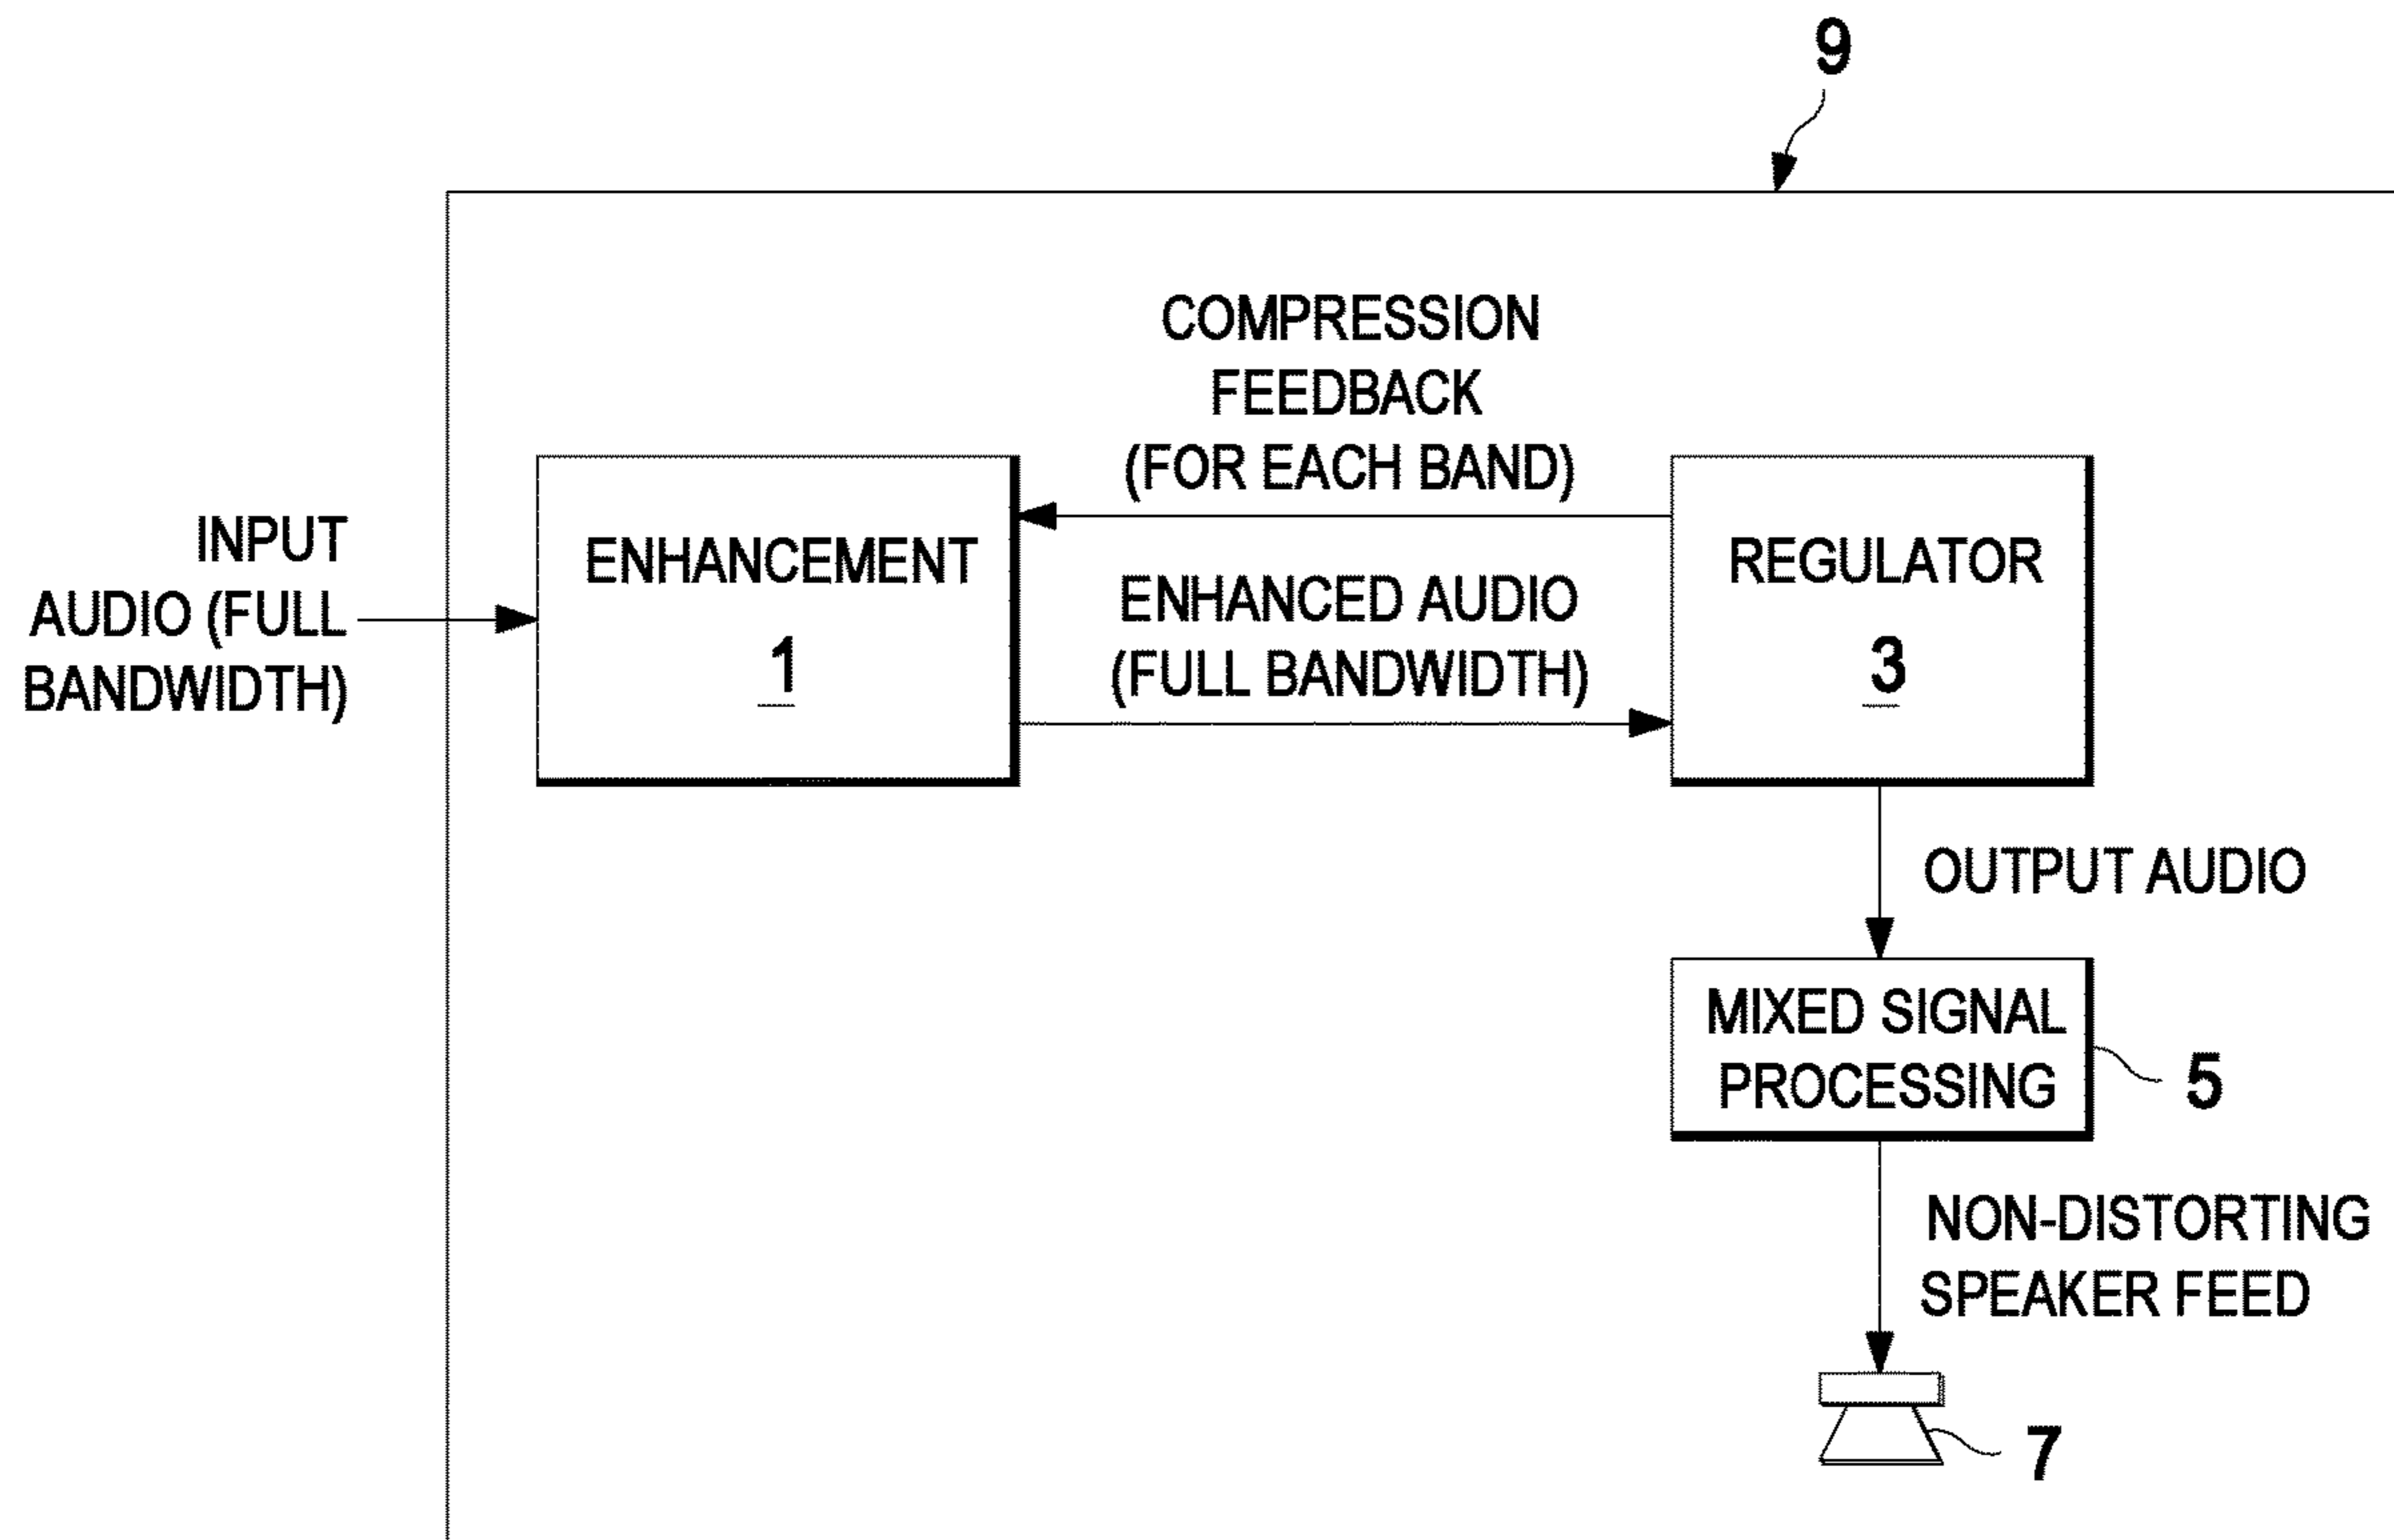 9
COMPRESSION
FEEDBACK
(FOR EACH BAND)
INPUT
AUDIO (FULL
BANDWIDTH)
ENHANCEMENT
1
ENHANCED AUDIO
(FULL BANDWIDTH)
REGULATOR
3
OUTPUT AUDIO
MIXED SIGNAL
PROCESSING
5
NON-DISTORTING
SPEAKER FEED
7